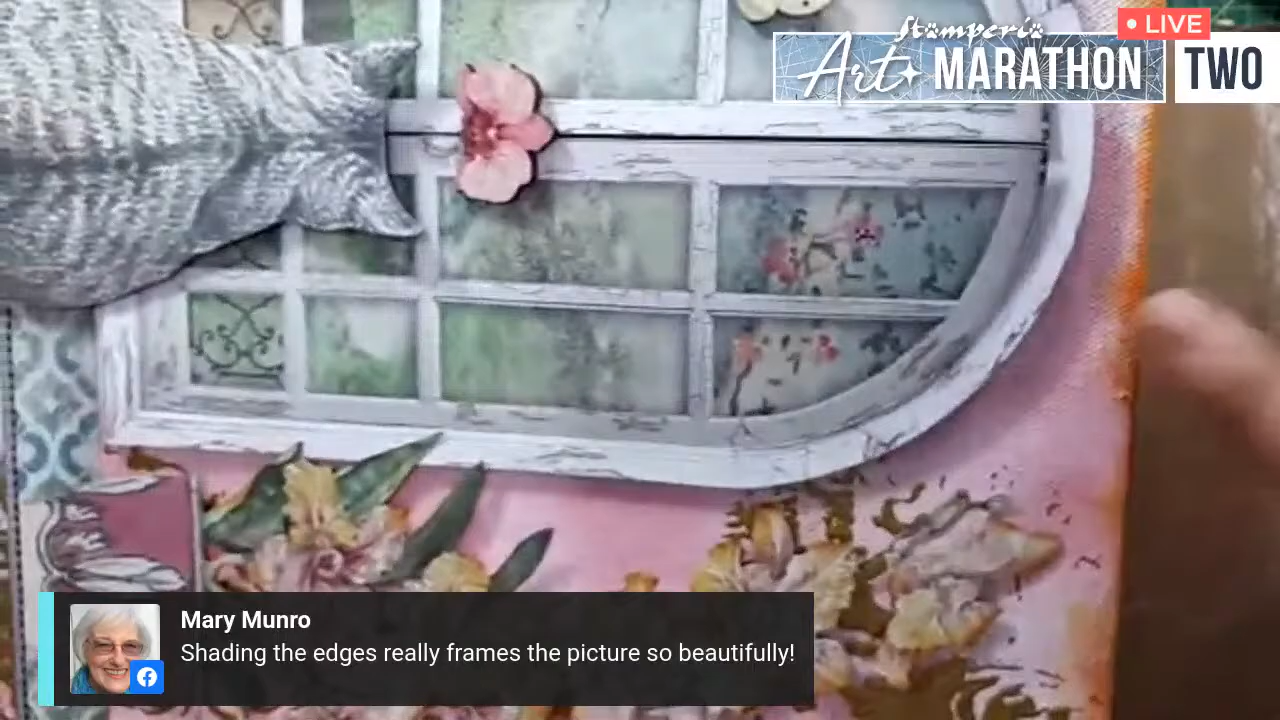 LIVE
Stamperia
Art MARATHON TWO
Mary Munro
Shading the edges really frames the picture so beautifully!